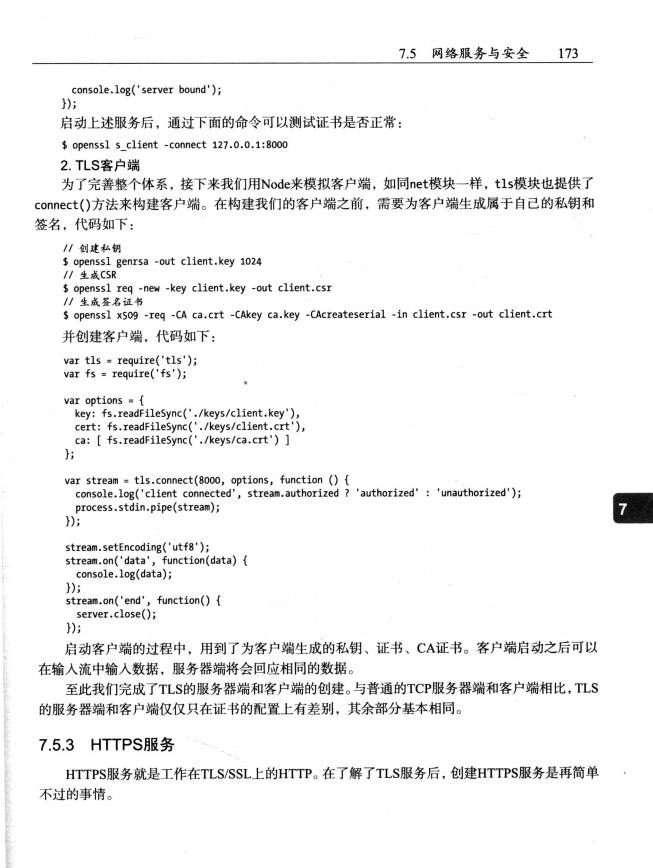 7.5 网络服务与安全 173
console.log('server bound');
});
启动上述服务后，通过下面的命令可以测试证书是否正常：
$ openssl s_client -connect 127.0.0.1:8000
2. TLS客户端
为了完善整个体系，接下来我们用Node来模拟客户端，如同net模块一样，tls模块也提供了
connect()方法来构建客户端。在构建我们的客户端之前，需要为客户端生成属于自己的私钥和
签名，代码如下：
// 创建私钥
$ openssl genrsa -out client.key 1024
// 生成CSR
$ openssl req -new -key client.key -out client.csr
// 生成签名证书
$ openssl x509 -req -CA ca.crt -CAkey ca.key -CAcreateserial -in client.csr -out client.crt
并创建客户端，代码如下：
var tls = require('tls');
var fs = require('fs');
var options = {
key: fs.readFileSync('./keys/client.key'),
cert: fs.readFileSync('./keys/client.crt'),
ca: [ fs.readFileSync('./keys/ca.crt') ]
};
var stream = tls.connect(8000, options, function () {
console.log('client connected', stream.authorized ? 'authorized' : 'unauthorized');
process.stdin.pipe(stream);
});
7
stream.setEncoding('utf8');
stream.on('data', function(data) {
console.log(data);
});
stream.on('end', function() {
server.close();
});
启动客户端的过程中，用到了为客户端生成的私钥、证书、CA证书。客户端启动之后可以
在输入流中输入数据，服务器端将会回应相同的数据。
至此我们完成了TLS的服务器端和客户端的创建。与普通的TCP服务器端和客户端相比，TLS
的服务器端和客户端仅仅只在证书的配置上有差别，其余部分基本相同。
7.5.3 HTTPS服务
HTTPS服务就是工作在TLS/SSL上的HTTP。在了解了TLS服务后，创建HTTPS服务是再简单
不过的事情。